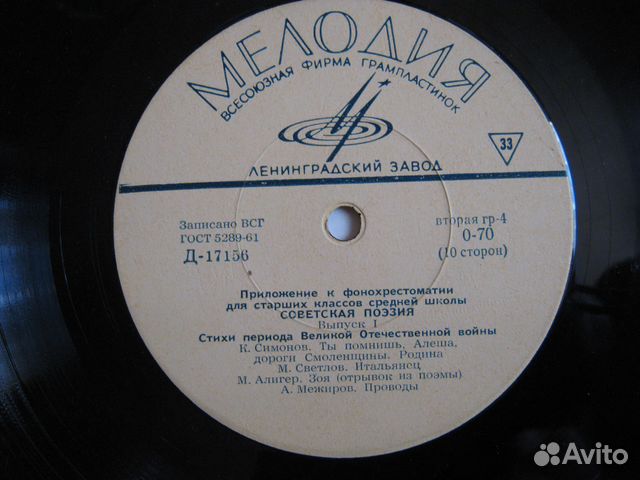 МЕЛОДИЯ
ВСЕСОЮЗНАЯ ФИРМА ГРАМПЛАСТИНОК
ЛЕНИНГРАДСКИЙ ЗАВОД
33
Записано ВСГ
ГОСТ 5289-61
Д-17156
вторая гр-4
0-70
(10 сторон)
Приложение к фонохрестоматии
для старших классов средней школы
СОВЕТСКАЯ ПОЭЗИЯ
Выпуск I
Стихи периода Великой Отечественной войны
К. Симонов. Ты помнишь, Алеша,
дороги Смоленщины. Родина
М. Светлов. Итальянец
М. Алигер. Зоя (отрывок из поэмы)
А. Межиров. Проводы
Avito